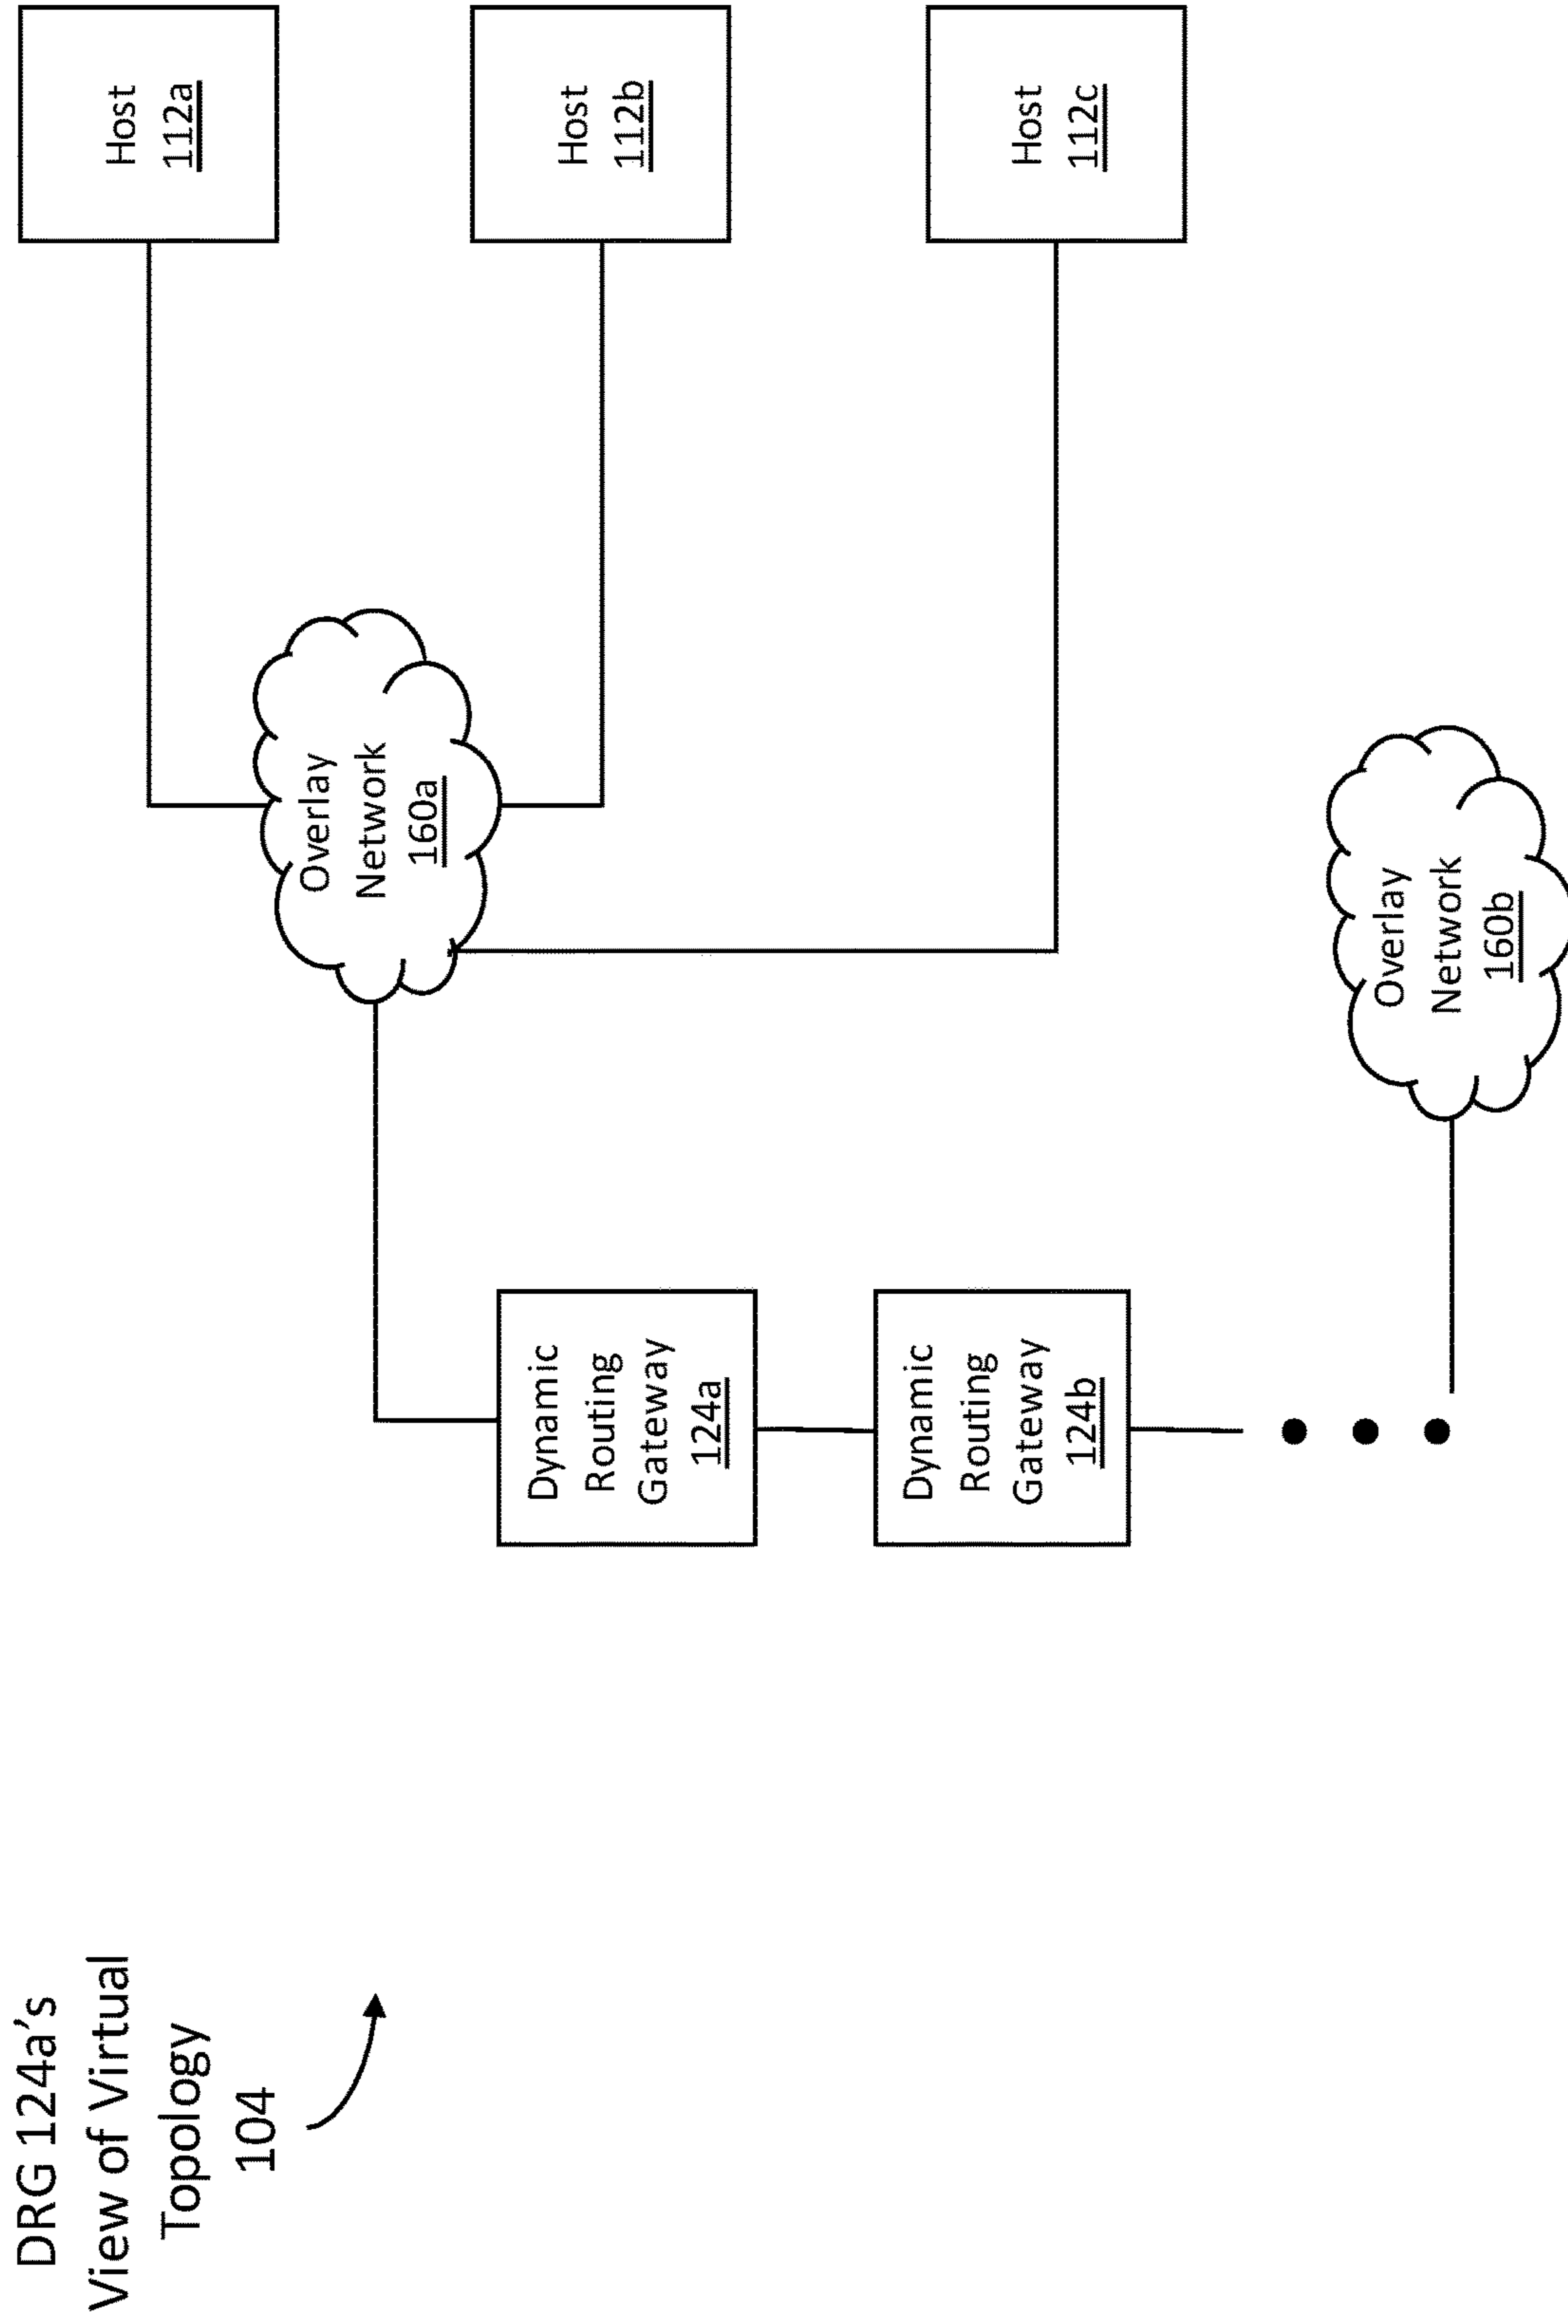 DRG 124a's
View of Virtual
Topology
104
Host
112a
Host
112b
Host
112c
Overlay
Network
160a
Overlay
Network
160b
Dynamic
Routing
Gateway
124a
Dynamic
Routing
Gateway
124b